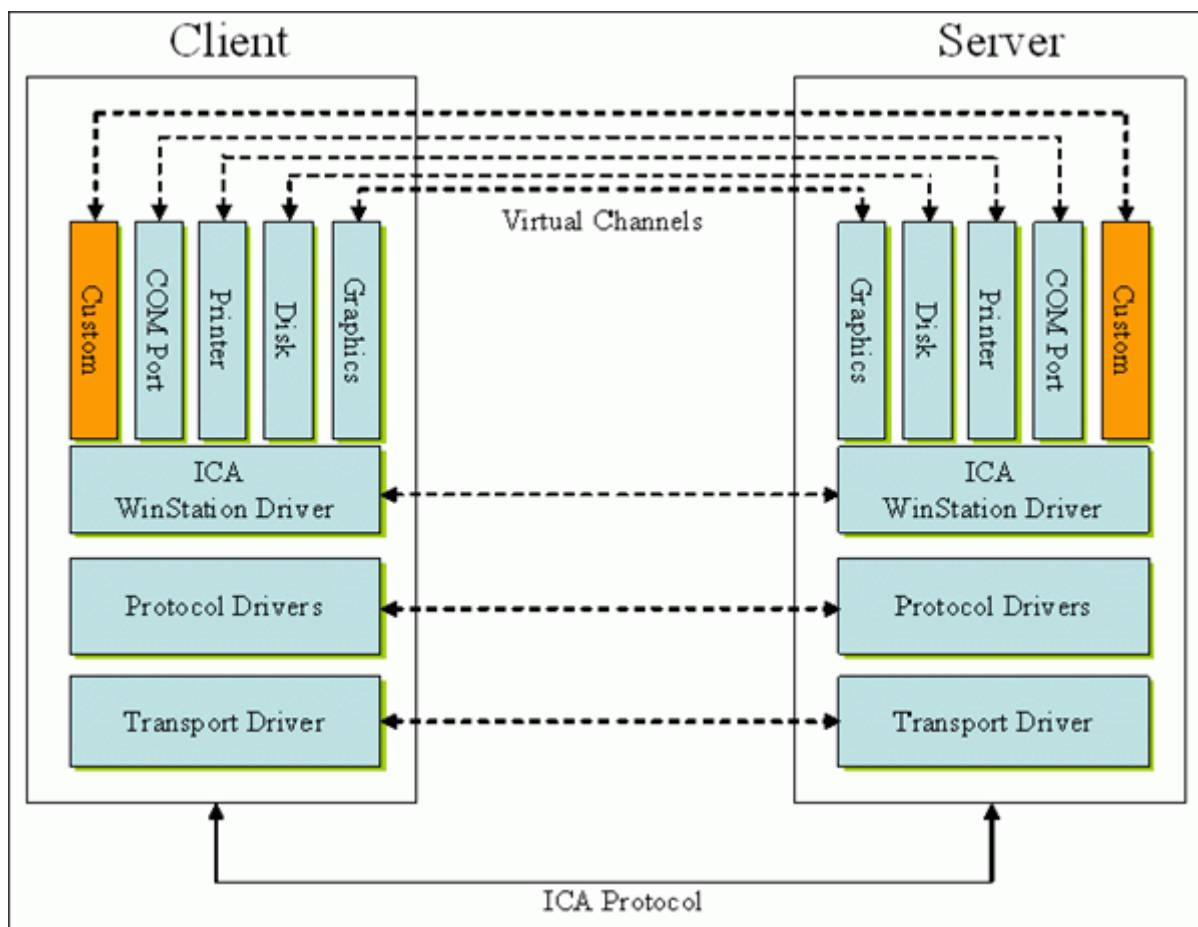 Client
Server
Virtual Channels
Custom
COM Port
Printer
Disk
Graphics
Graphics
Disk
Printer
COM Port
Custom
ICA
WinStation Driver
ICA
WinStation Driver
Protocol Drivers
Protocol Drivers
Transport Driver
Transport Driver
ICA Protocol